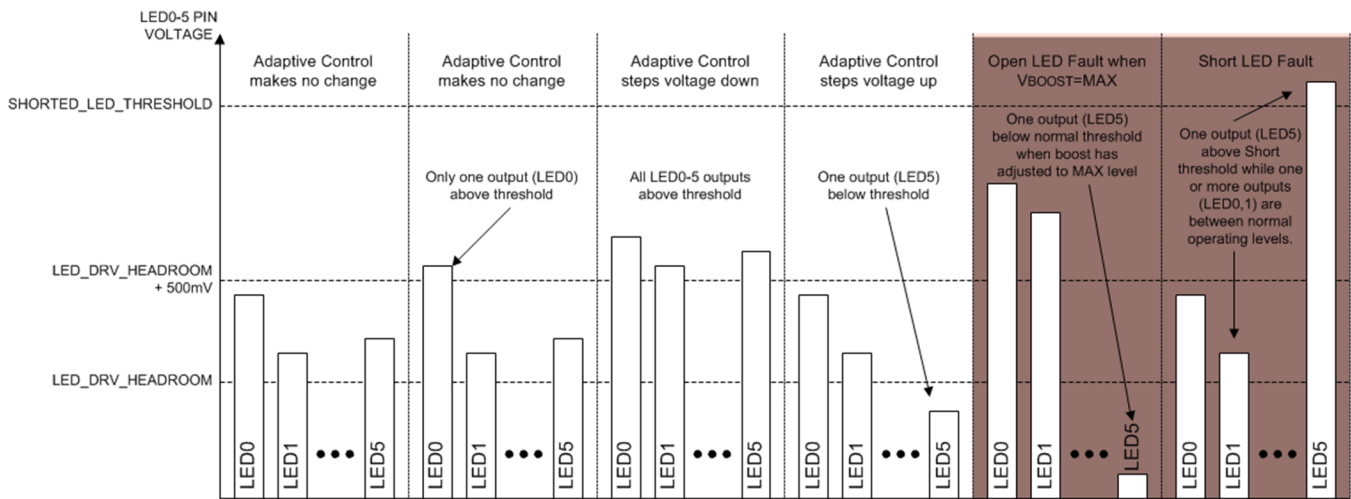 LED0-5 PIN
VOLTAGE
SHORTED_LED_THRESHOLD
LED_DRV_HEADROOM
+ 500mV
LED_DRV_HEADROOM
Adaptive Control
makes no change
LED0
LED1
LED5
Adaptive Control
makes no change
Only one output (LED0)
above threshold
LED0
LED1
LED5
Adaptive Control
steps voltage down
All LED0-5 outputs
above threshold
LED0
LED1
LED5
Adaptive Control
steps voltage up
One output (LED5)
below threshold
LED0
LED1
LED5
Open LED Fault when
VBOOST=MAX
One output (LED5)
below normal threshold
when boost has
adjusted to MAX level
LED0
LED1
LED5
Short LED Fault
One output (LED5)
above Short
threshold while one
or more outputs
(LED0,1) are
between normal
operating levels.
LED0
LED1
LED5